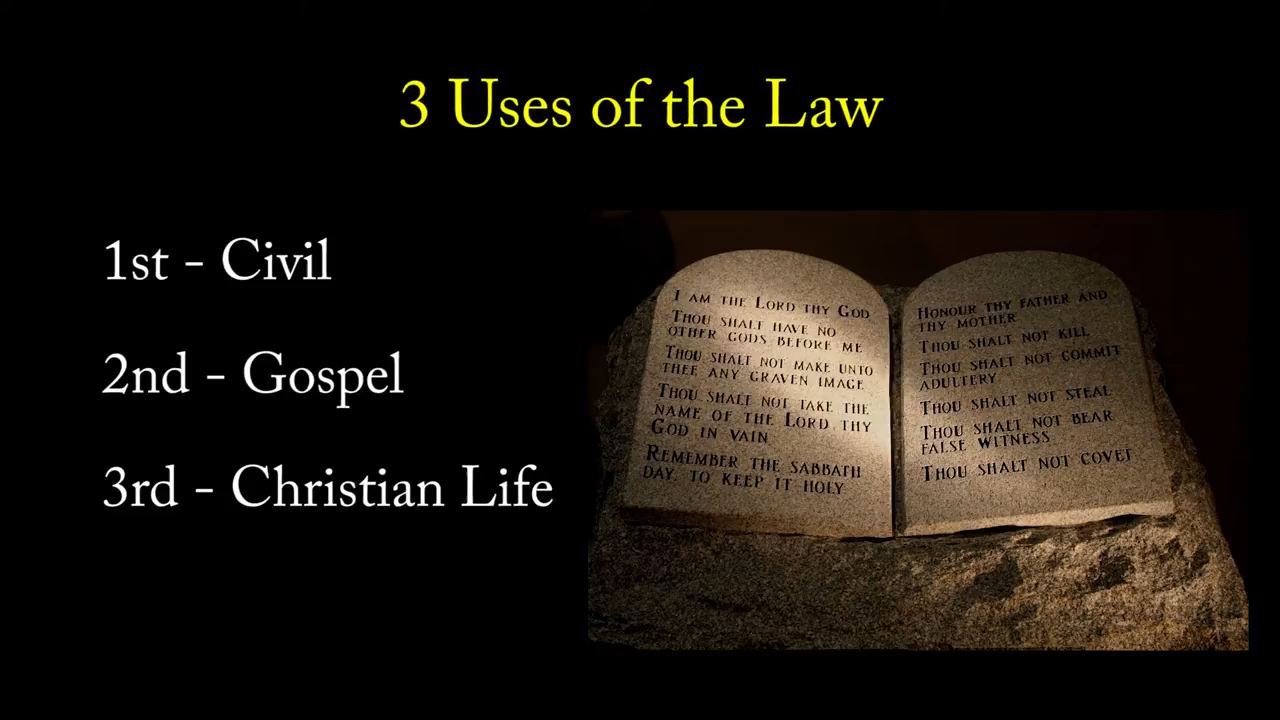 3 Uses of the Law
1st - Civil
2nd - Gospel
3rd - Christian Life
I AM THE LORD THY GOD
THOU SHALT HAVE NO
OTHER GODS BEFORE ME
THOU SHALT NOT MAKE UNTO
THEE ANY GRAVEN IMAGE
THOU SHALT NOT TAKE THE
NAME OF THE LORD THY
GOD IN VAIN
REMEMBER THE SABBATH
DAY, TO KEEP IT HOLY
HONOUR THY FATHER AND
THY MOTHER
THOU SHALT NOT KILL
THOU SHALT NOT COMMIT
ADULTERY
THOU SHALT NOT STEAL
THOU SHALT NOT BEAR
FALSE WITNESS
THOU SHALT NOT COVET